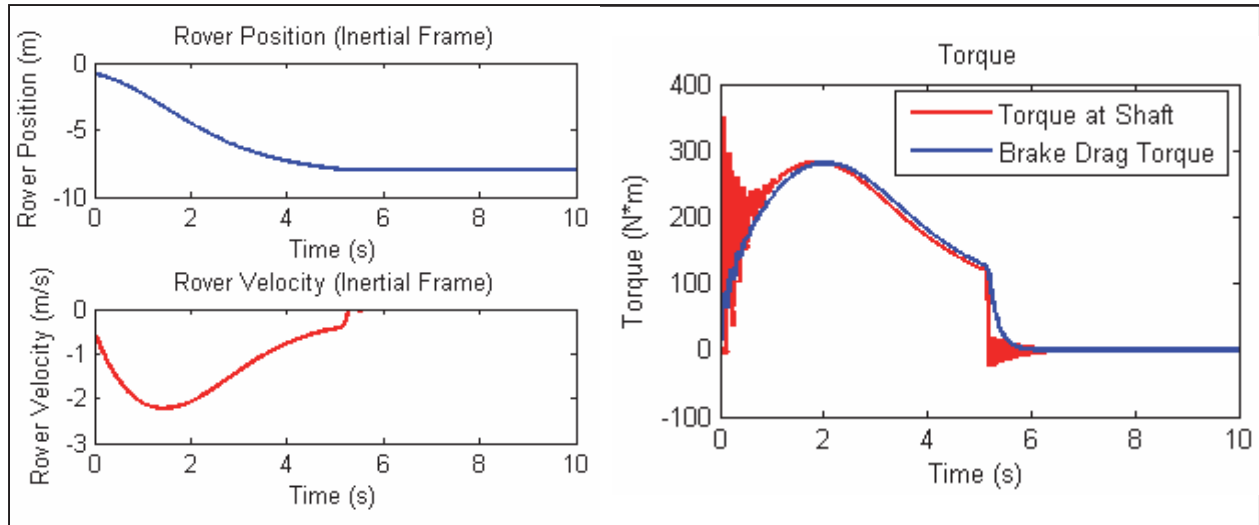 Rover Position (Inertial Frame)
Rover Position (m)
0
-5
-10
0 2 4 6 8 10
Time (s)
Rover Velocity (Inertial Frame)
Rover Velocity (m/s)
0
-1
-2
-3
0 2 4 6 8 10
Time (s)
Torque
Torque (N*m)
400
300
200
100
0
-100
Torque at Shaft
Brake Drag Torque
0 2 4 6 8 10
Time (s)